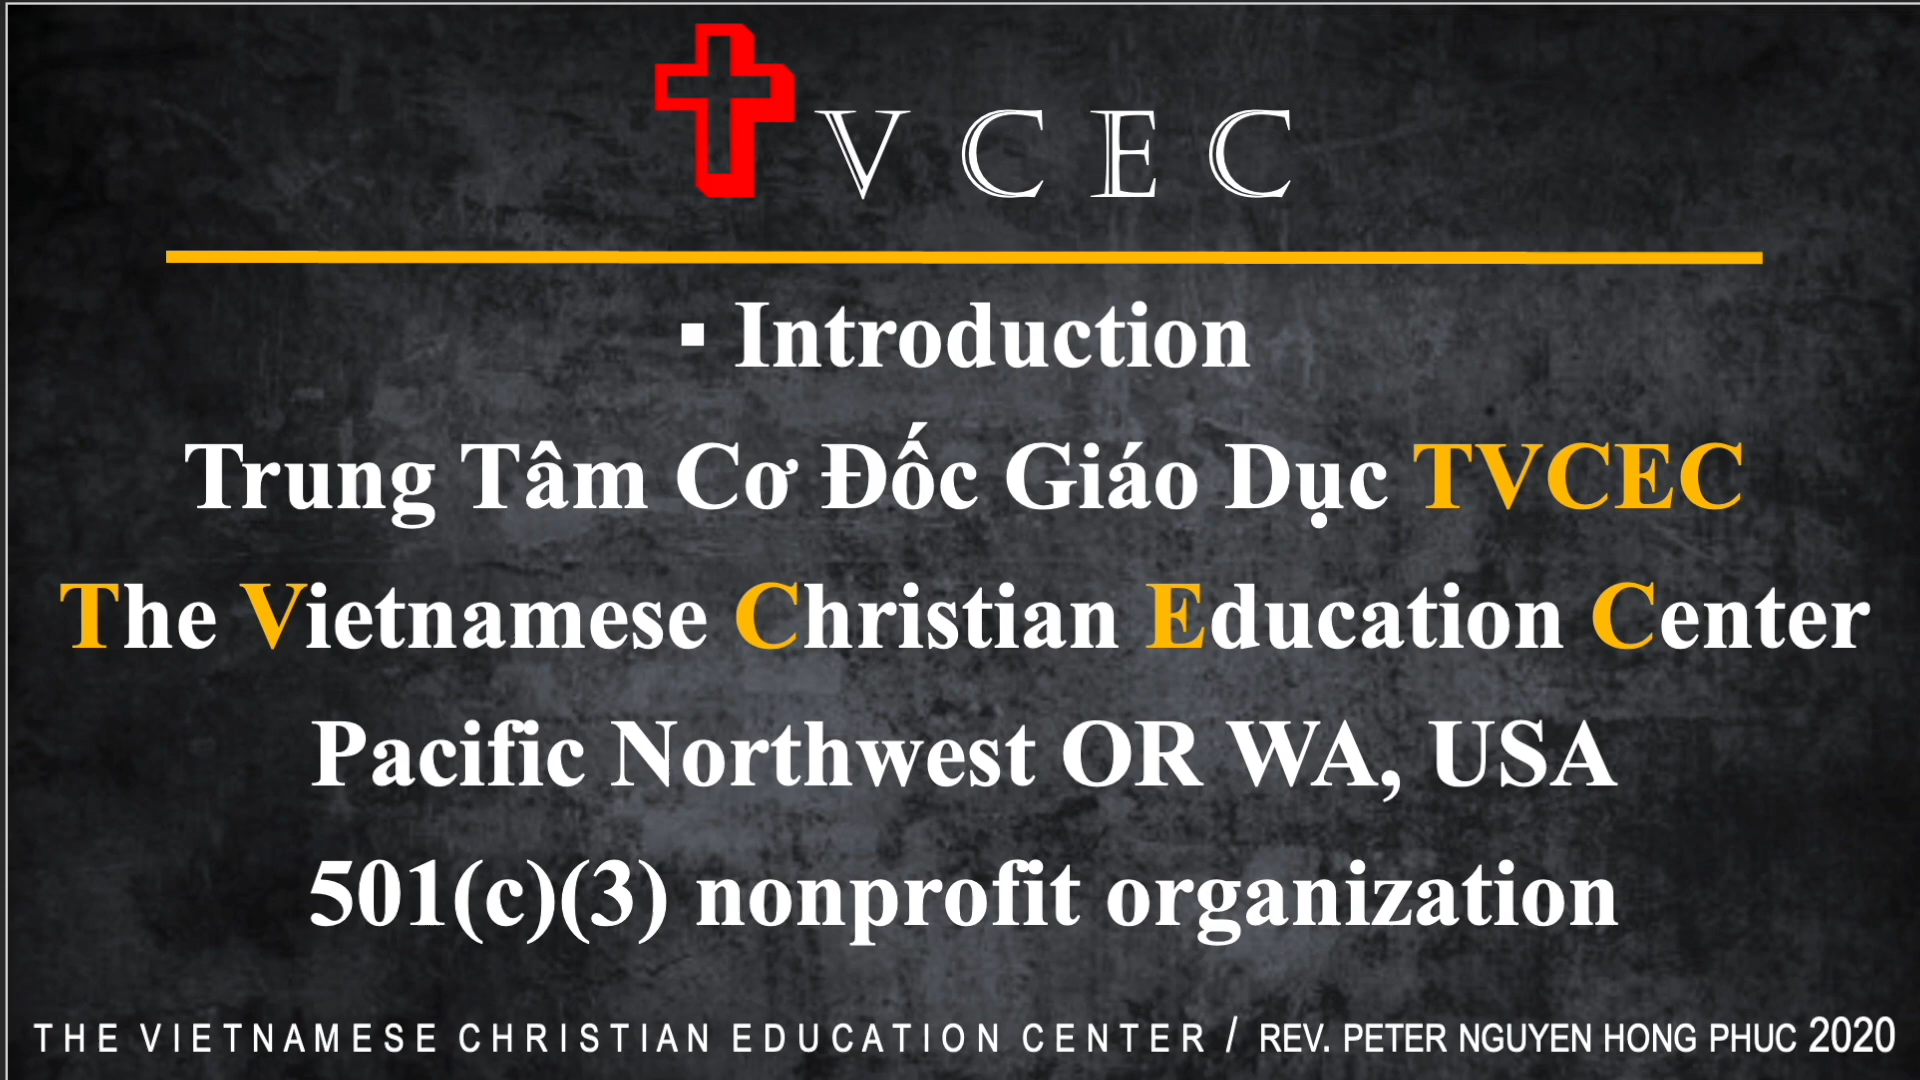 V C E C
▪ Introduction
Trung Tâm Cơ Đốc Giáo Dục TVCEC
The Vietnamese Christian Education Center
Pacific Northwest OR WA, USA
501(c)(3) nonprofit organization
THE VIETNAMESE CHRISTIAN EDUCATION CENTER / REV. PETER NGUYEN HONG PHUC 2020